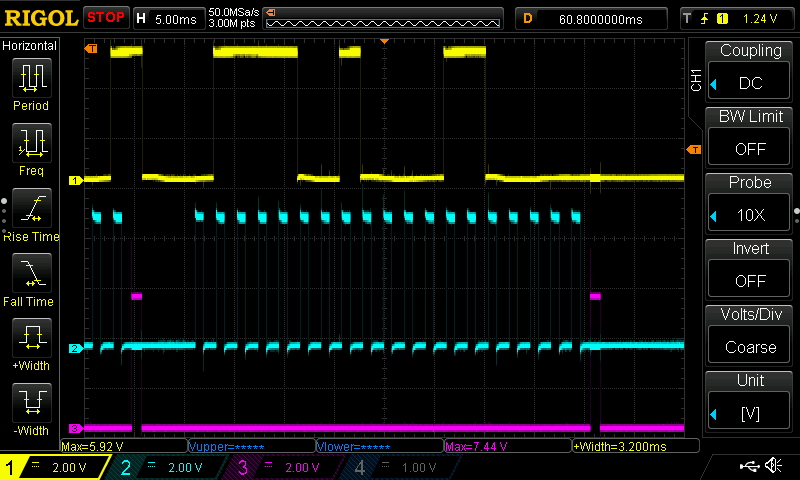 RIGOL STOP H 5.00ms 50.0MSa/s D 60.8000000ms T 1 1.24 V
3.00M pts
Horizontal
Period
Freq
Rise Time
Fall Time
+Width
-Width
T
1
2
3
T
CH1
Coupling
DC
BW Limit
OFF
Probe
10X
Invert
OFF
Volts/Div
Coarse
Unit
[V]
Max=5.92 V Vupper=***** Vlower=***** Max=7.44 V +Width=3.200ms
1 2.00 V 2 2.00 V 3 2.00 V 4 1.00 V